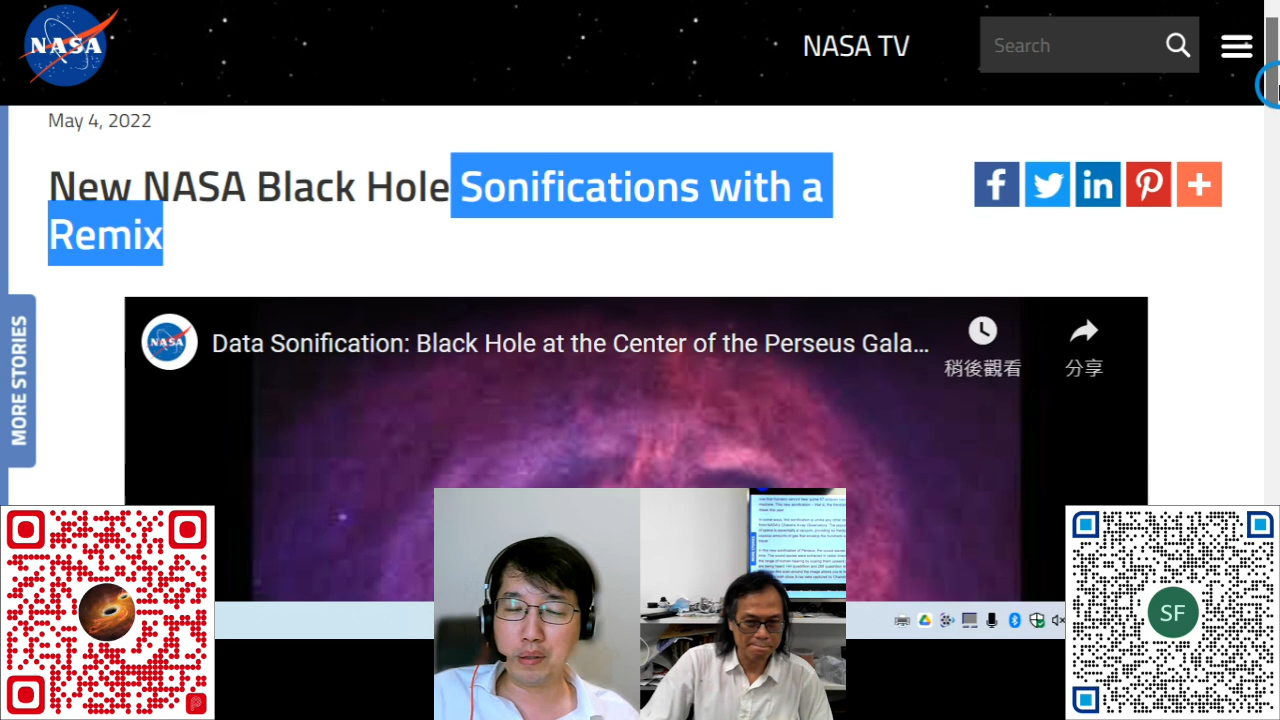 NASA
NASA TV
Search
May 4, 2022
New NASA Black Hole Sonifications with a
Remix
MORE STORIES
NASA
Data Sonification: Black Hole at the Center of the Perseus Gala...
稍後觀看
分享
SF